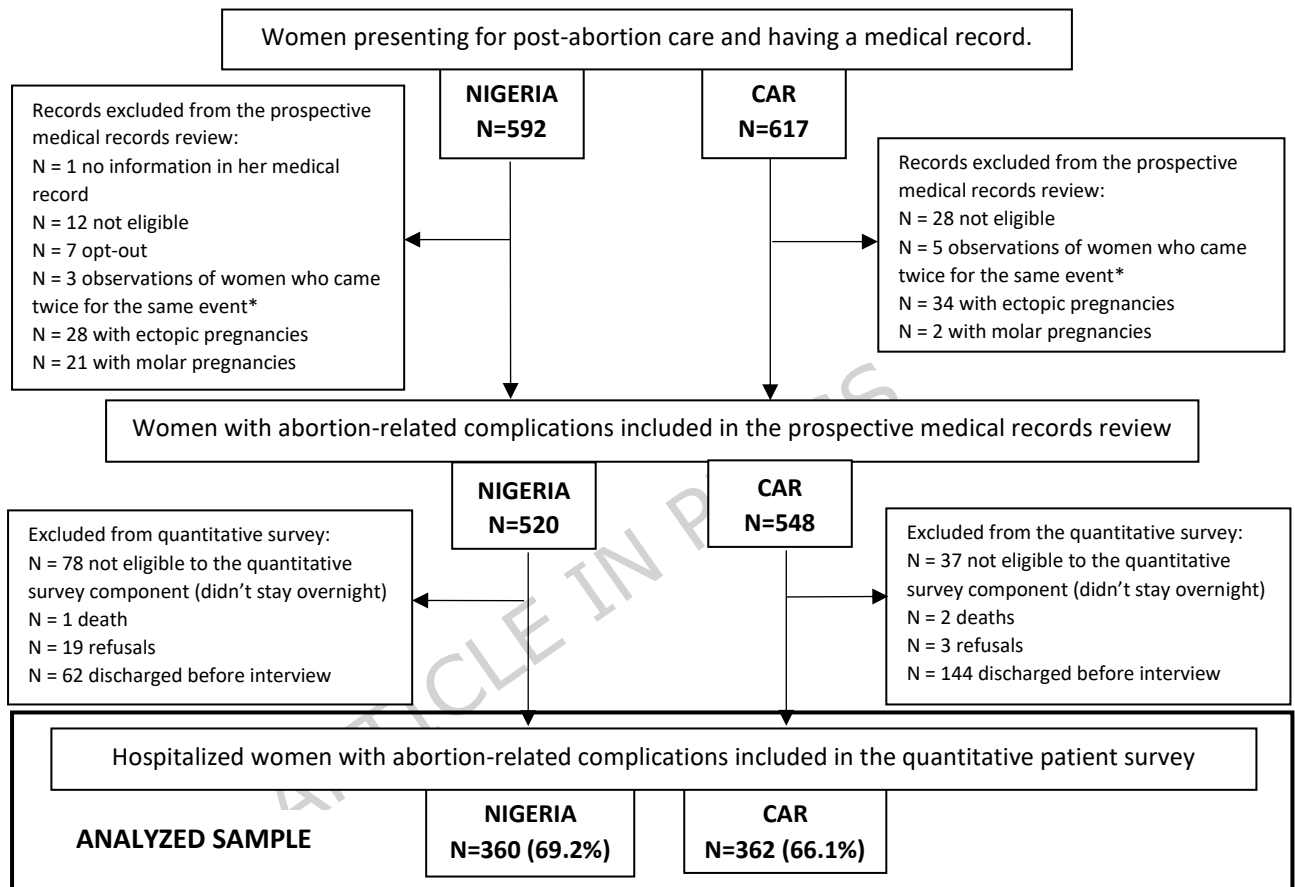 Women presenting for post-abortion care and having a medical record.
NIGERIA
N=592
CAR
N=617
Records excluded from the prospective
medical records review:
N = 1 no information in her medical
record
N = 12 not eligible
N = 7 opt-out
N = 3 observations of women who came
twice for the same event*
N = 28 with ectopic pregnancies
N = 21 with molar pregnancies
Records excluded from the prospective
medical records review:
N = 28 not eligible
N = 5 observations of women who came
twice for the same event*
N = 34 with ectopic pregnancies
N = 2 with molar pregnancies
Women with abortion-related complications included in the prospective medical records review
NIGERIA
N=520
CAR
N=548
Excluded from quantitative survey:
N = 78 not eligible to the quantitative
survey component (didn't stay overnight)
N = 1 death
N = 19 refusals
N = 62 discharged before interview
Excluded from the quantitative survey:
N = 37 not eligible to the quantitative
survey component (didn't stay overnight)
N = 2 deaths
N = 3 refusals
N = 144 discharged before interview
Hospitalized women with abortion-related complications included in the quantitative patient survey
NIGERIA
N=360 (69.2%)
CAR
N=362 (66.1%)
ANALYZED SAMPLE
ARTICLE IN